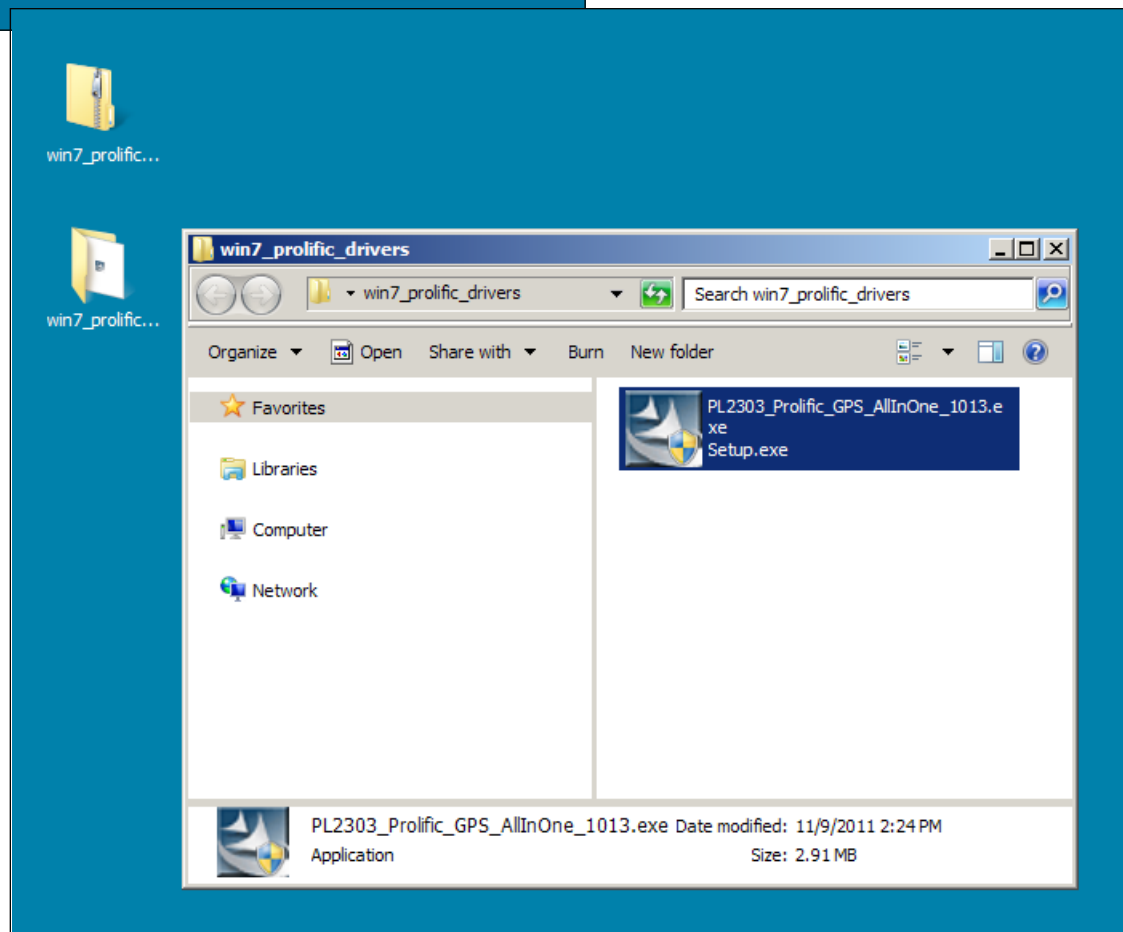 win7_prolific...
win7_prolific...
win7_prolific_drivers
win7_prolific_drivers
Search win7_prolific_drivers
Organize
Open
Share with
Burn
New folder
Favorites
Libraries
Computer
Network
PL2303_Prolific_GPS_AllInOne_1013.e
xe
Setup.exe
PL2303_Prolific_GPS_AllInOne_1013.exe Date modified: 11/9/2011 2:24 PM
Application Size: 2.91 MB